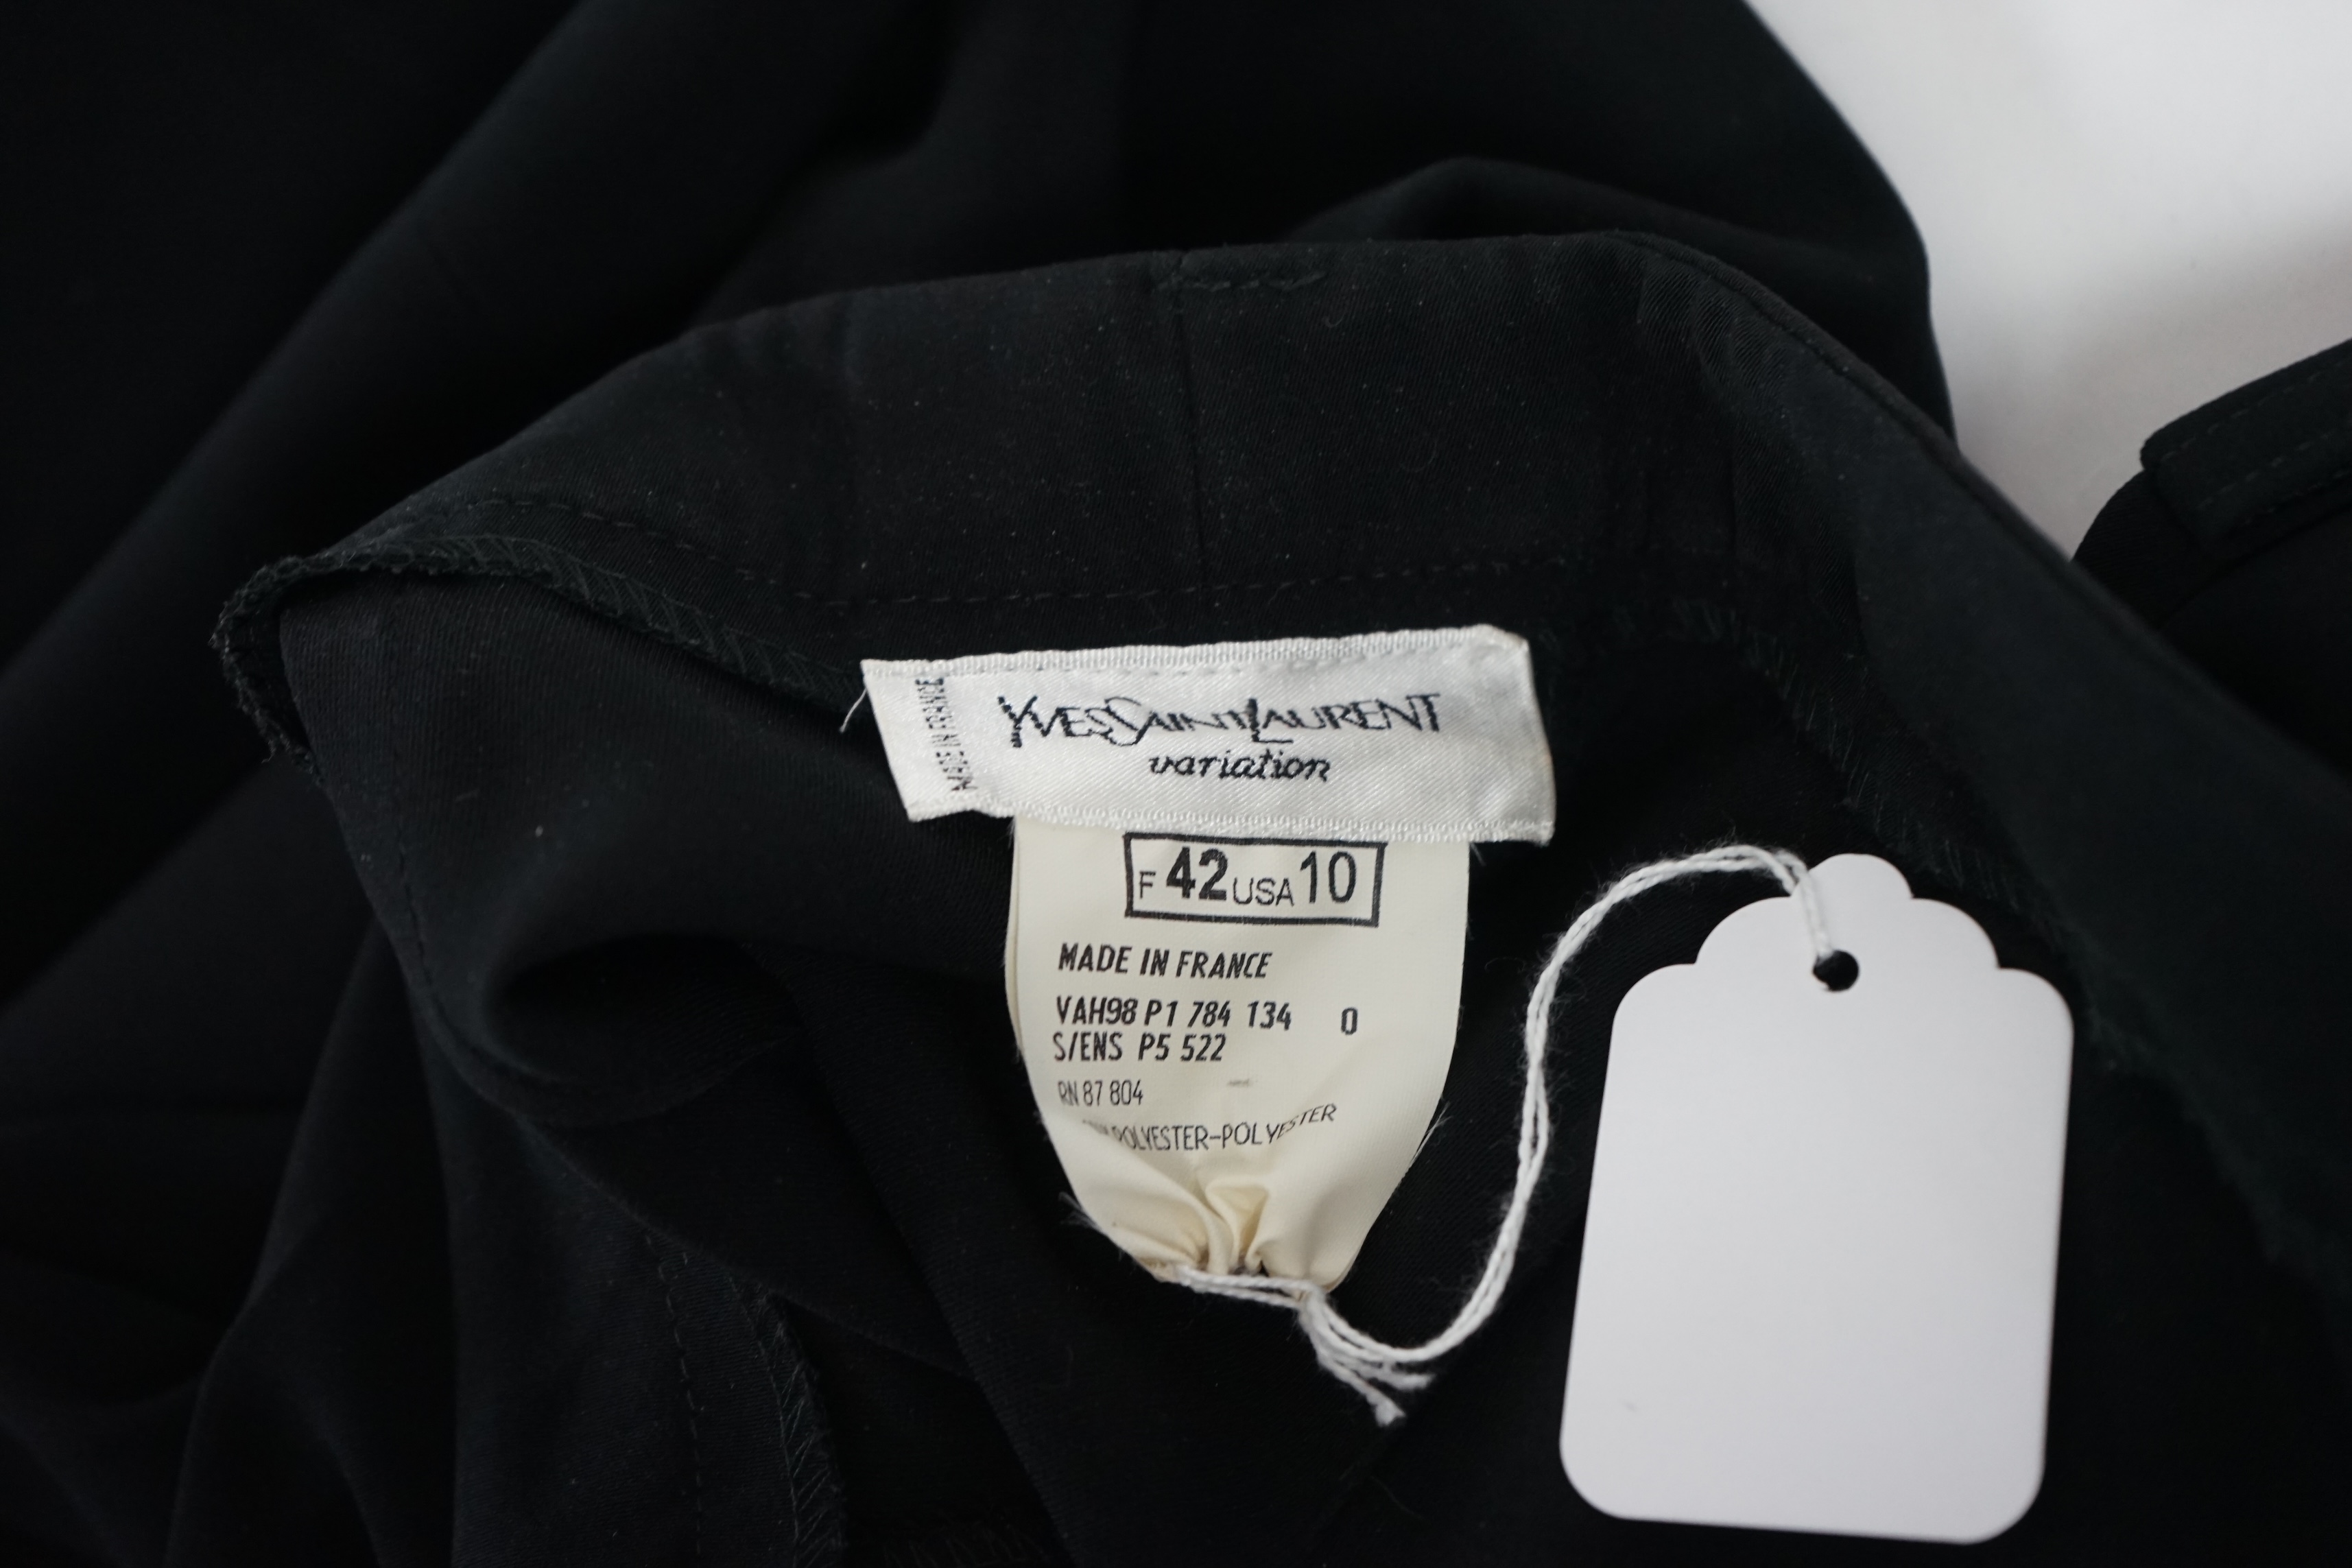 MADE IN FRANCE
YVESSAINTLAURENT
variation
F 42 USA 10
MADE IN FRANCE
VAH98 P1 784 134 0
S/ENS P5 522
RN 87 804
POLYESTER-POLYESTER